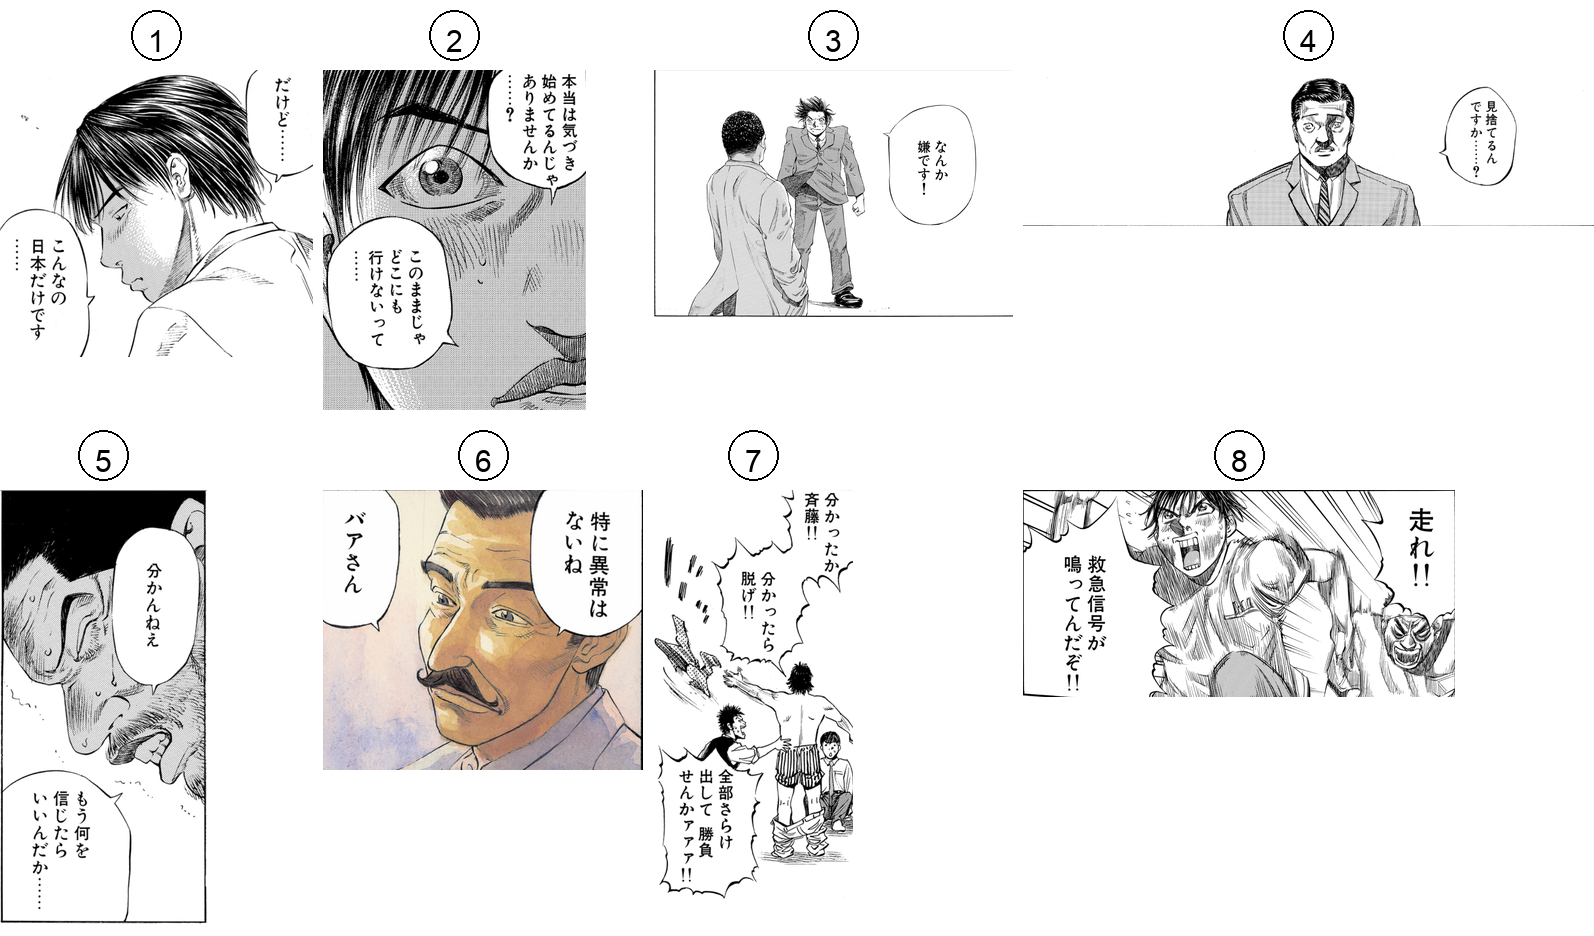 1
だけど……
こんなの
日本だけです
……
2
本当は気づき
始めてるんじゃ
ありませんか
……?
このままじゃ
どこにも
行けないって
……
3
なんか
嫌です!
4
見捨てるん
ですか……?
5
分かんねえ
もう何を
信じたら
いいんだか……
6
特に異常は
ないね
バアさん
7
分かったか
斉藤!!
分かったら
脱げ!!
全部さらけ
出して 勝負
せんかァァァ!!
8
走れ!!
救急信号が
鳴ってんだぞ!!